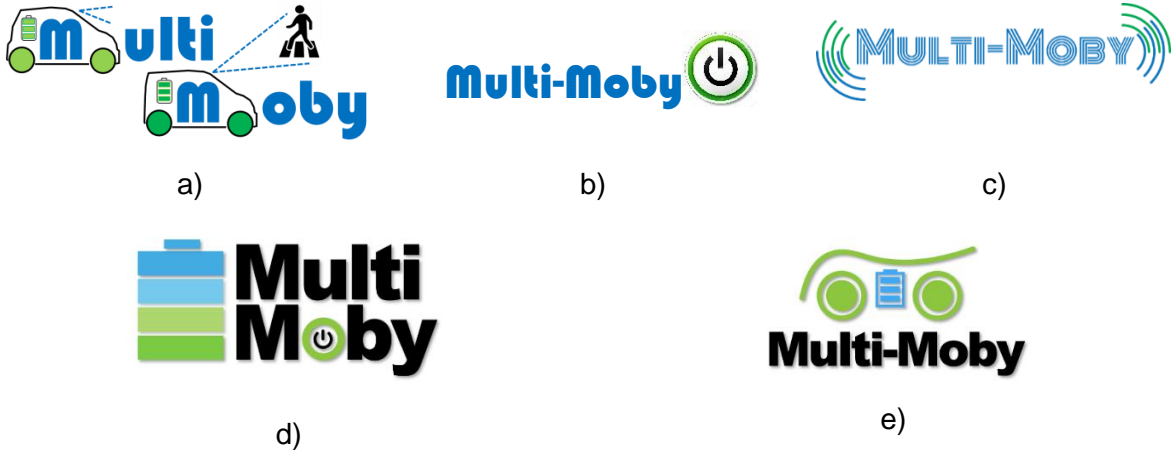 Multi
Moby
a)
Multi-Moby
b)
MULTI-MOBY
c)
Multi
Moby
d)
Multi-Moby
e)